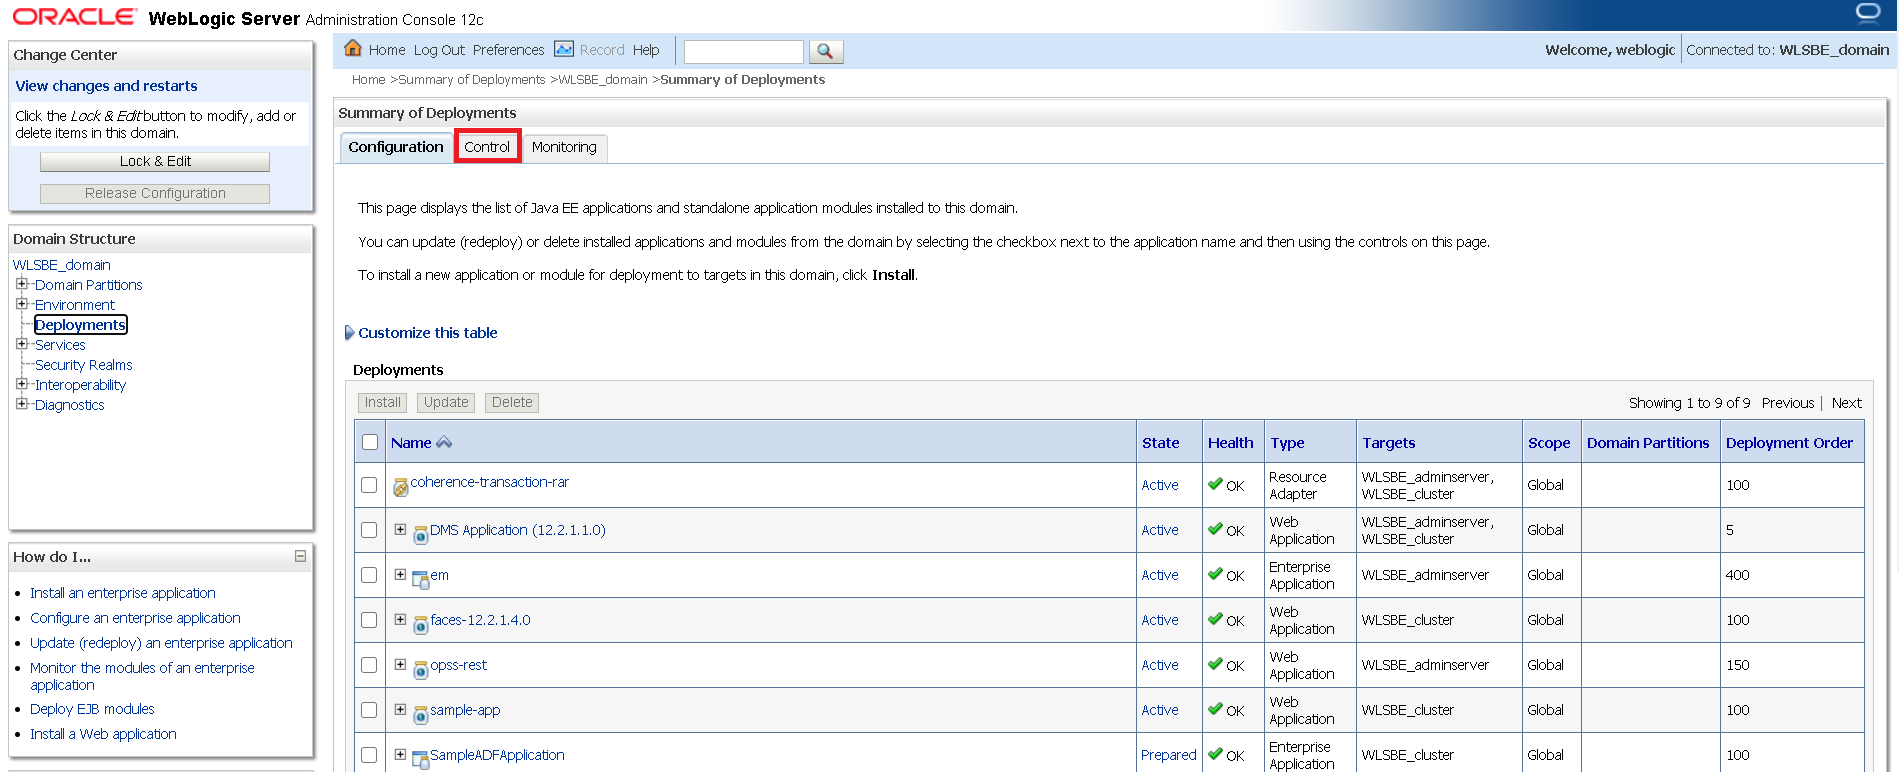 ORACLE WebLogic Server Administration Console 12c
Change Center
View changes and restarts
Click the Lock & Edit button to modify, add or
delete items in this domain.
Lock & Edit
Release Configuration
Domain Structure
WLSBE_domain
Domain Partitions
Environment
Deployments
Services
Security Realms
Interoperability
Diagnostics
How do I...
Install an enterprise application
Configure an enterprise application
Update (redeploy) an enterprise application
Monitor the modules of an enterprise
application
Deploy EJB modules
Install a Web application
Home Log Out Preferences Record Help
Welcome, weblogic Connected to: WLSBE_domain
Home >Summary of Deployments >WLSBE_domain >Summary of Deployments
Summary of Deployments
Configuration Control Monitoring
This page displays the list of Java EE applications and standalone application modules installed to this domain.
You can update (redeploy) or delete installed applications and modules from the domain by selecting the checkbox next to the application name and then using the controls on this page.
To install a new application or module for deployment to targets in this domain, click Install.
Customize this table
Deployments
Install Update Delete Showing 1 to 9 of 9 Previous | Next
Name State Health Type Targets Scope Domain Partitions Deployment Order
coherence-transaction-rar Active OK Resource Adapter WLSBE_adminserver, WLSBE_cluster Global 100
DMS Application (12.2.1.1.0) Active OK Web Application WLSBE_adminserver, WLSBE_cluster Global 5
em Active OK Enterprise Application WLSBE_adminserver Global 400
faces-12.2.1.4.0 Active OK Web Application WLSBE_cluster Global 100
opss-rest Active OK Web Application WLSBE_adminserver Global 150
sample-app Active OK Web Application WLSBE_cluster Global 100
SampleADFApplication Prepared OK Enterprise Application WLSBE_cluster Global 100